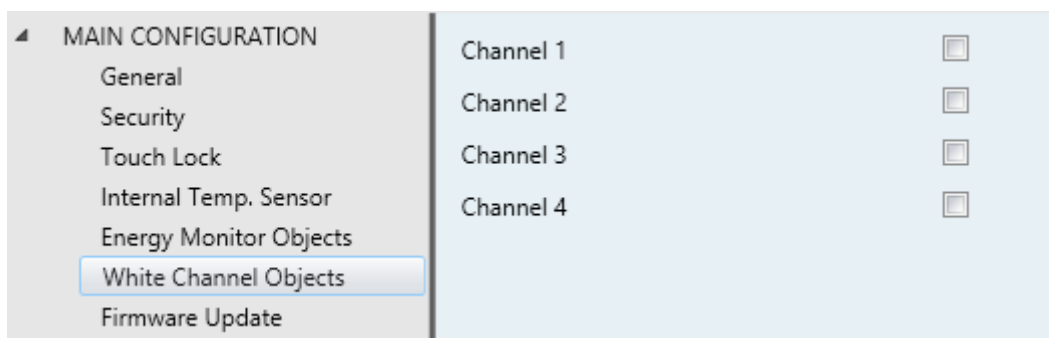 MAIN CONFIGURATION
General
Security
Touch Lock
Internal Temp. Sensor
Energy Monitor Objects
White Channel Objects
Firmware Update
Channel 1
Channel 2
Channel 3
Channel 4